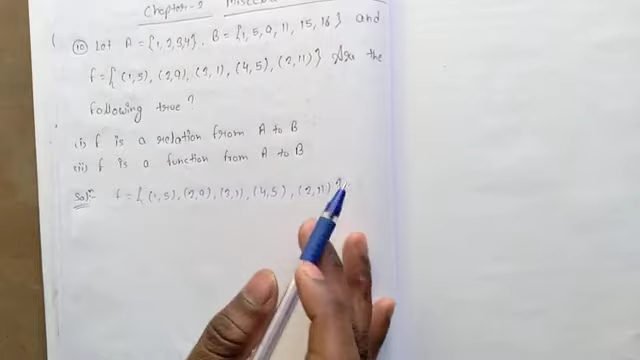 Chapter-2 Miscell
(10) Let A = {1, 2, 3, 4}, B = {1, 5, 9, 11, 15, 16} and
f = {(1,5), (2,9), (3,1), (4,5), (2,11)} Are the
following true?
(i) f is a relation from A to B
(ii) f is a function from A to B
Solⁿ:- f = {(1,5), (2,9), (3,1), (4,5), (2,11)}